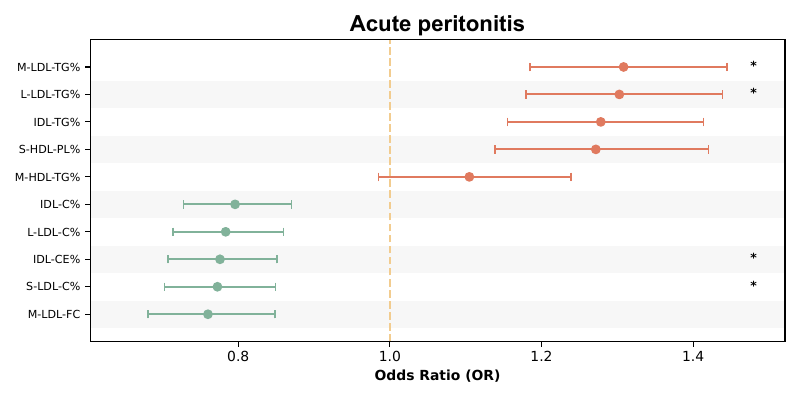 Acute peritonitis
M-LDL-TG% *
L-LDL-TG% *
IDL-TG%
S-HDL-PL%
M-HDL-TG%
IDL-C%
L-LDL-C%
IDL-CE% *
S-LDL-C% *
M-LDL-FC
0.8 1.0 1.2 1.4
Odds Ratio (OR)